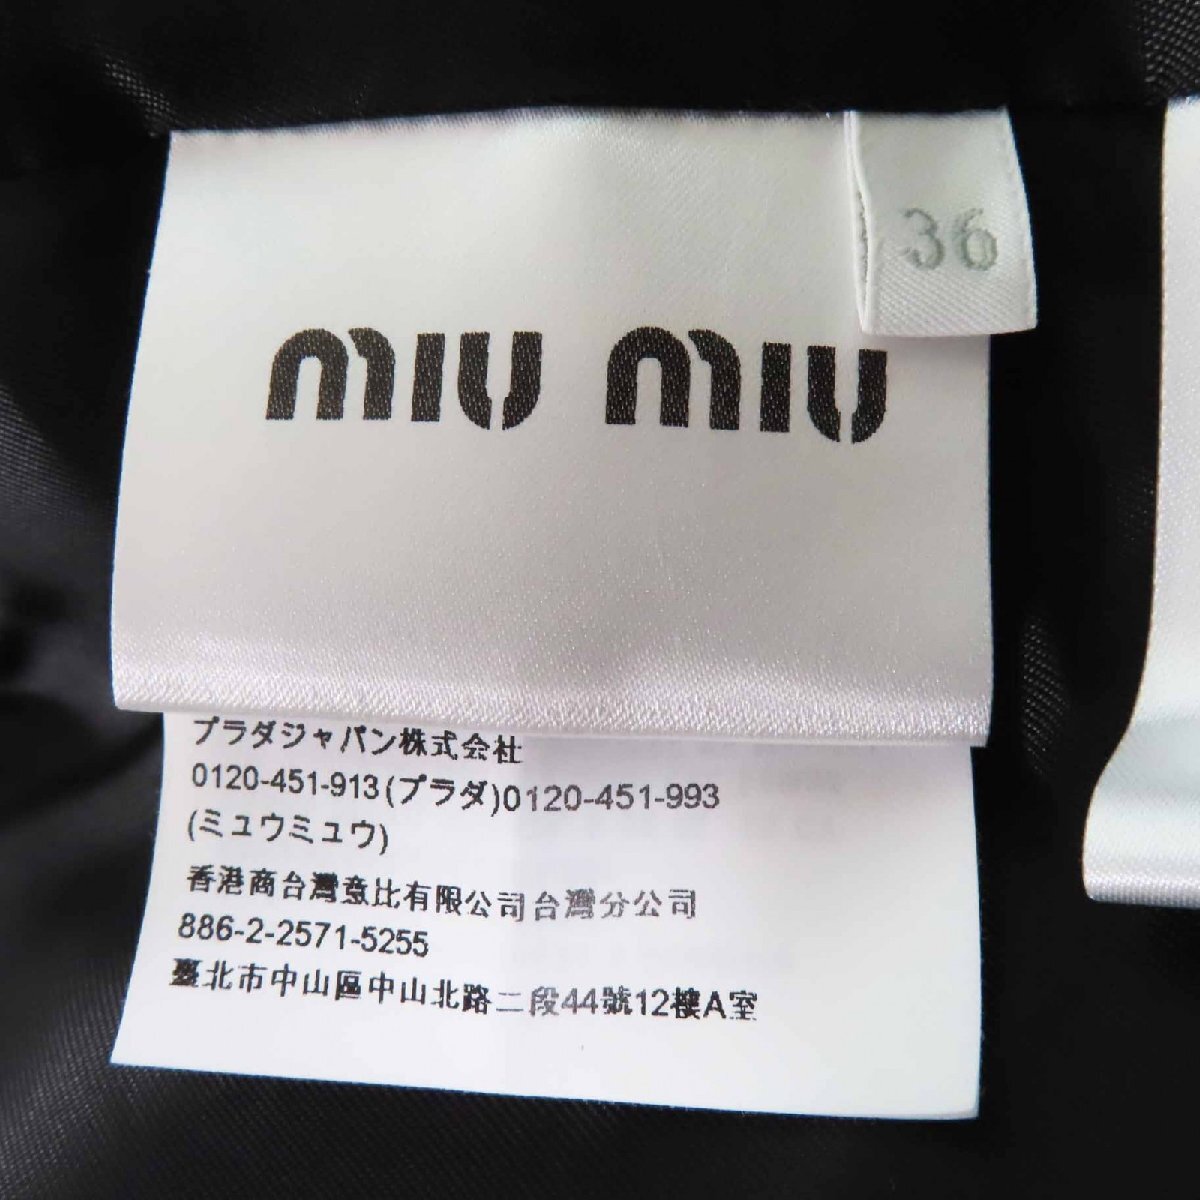 36
miu miu
プラダジャパン株式会社
0120-451-913(プラダ)0120-451-993
(ミュウミュウ)
香港商台灣意比有限公司台灣分公司
886-2-2571-5255
臺北市中山區中山北路二段44號12樓A室